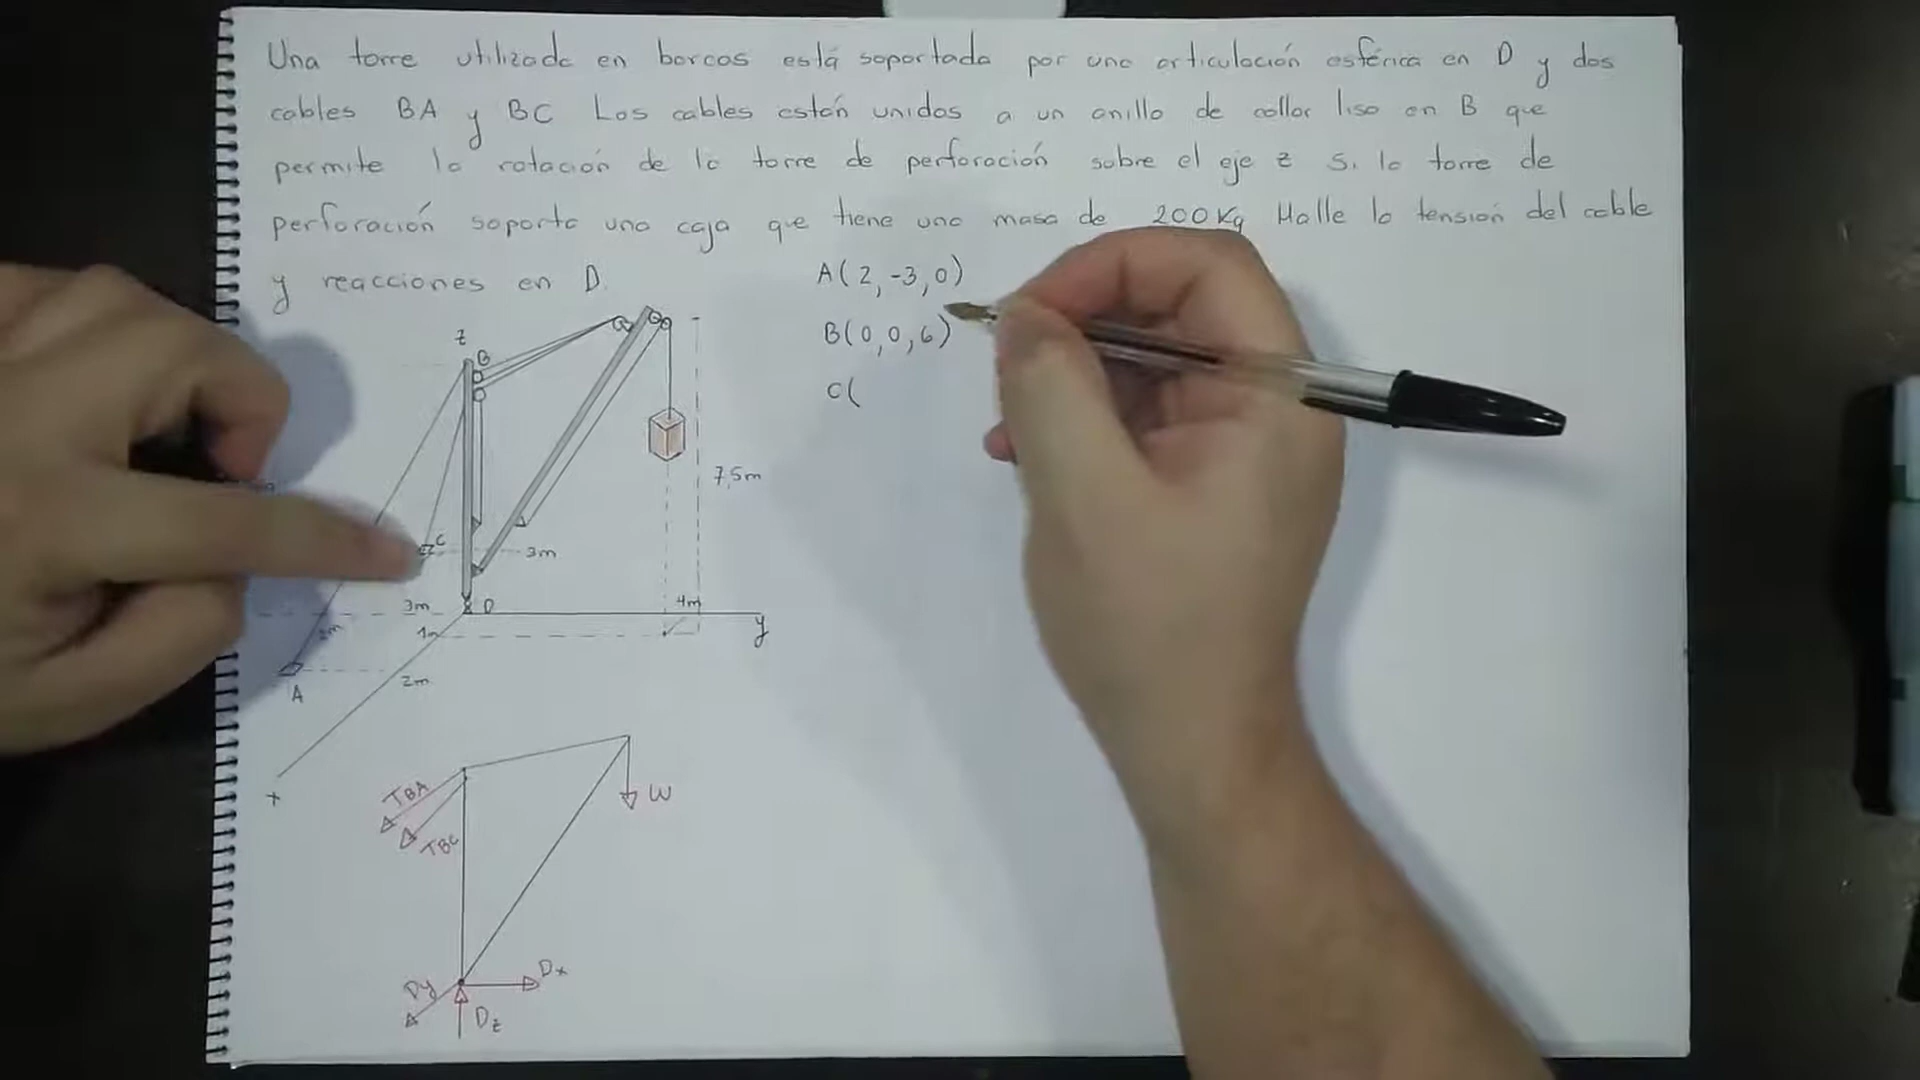 Una torre utilizada en barcos está soportada por una articulación esférica en D y dos
cables BA y BC Los cables están unidos a un anillo de collar liso en B que
permite la rotación de la torre de perforación sobre el eje z Si la torre de
perforación soporta una caja que tiene una masa de 200 Kg Halle la tensión del cable
y reacciones en D.
A(2,-3,0)
B(0,0,6)
C(
z
B
7,5m
C
3m
3m
D
4m
2m
1m
y
2m
A
x
TBA
TBC
W
Dx
Dy
Dz